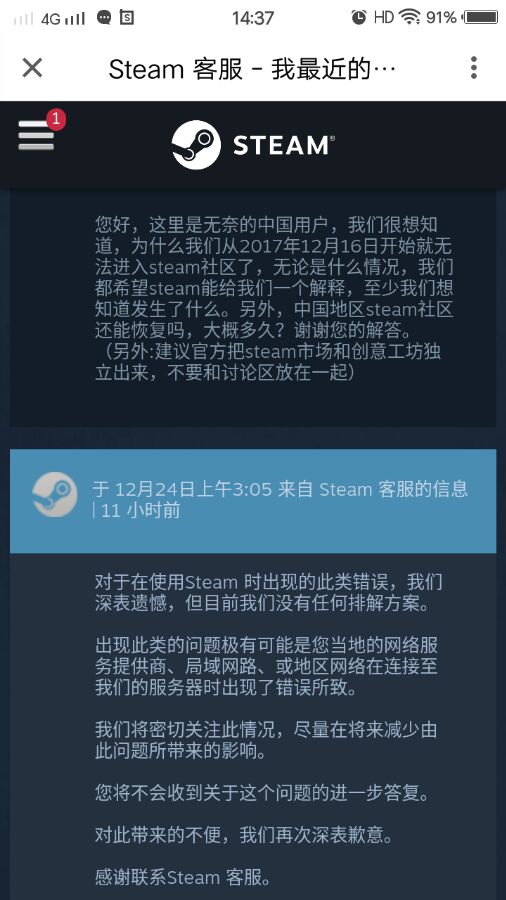 4G 14:37 HD 91%
Steam 客服 - 我最近的…
1
STEAM®
您好，这里是无奈的中国用户，我们很想知
道，为什么我们从2017年12月16日开始就无
法进入steam社区了，无论是什么情况，我们
都希望steam能给我们一个解释，至少我们想
知道发生了什么。另外，中国地区steam社区
还能恢复吗，大概多久？谢谢您的解答。
（另外:建议官方把steam市场和创意工坊独
立出来，不要和讨论区放在一起）
于 12月24日上午3:05 来自 Steam 客服的信息
| 11 小时前
对于在使用Steam 时出现的此类错误，我们
深表遗憾，但目前我们没有任何排解方案。
出现此类的问题极有可能是您当地的网络服
务提供商、局域网路、或地区网络在连接至
我们的服务器时出现了错误所致。
我们将密切关注此情况，尽量在将来减少由
此问题所带来的影响。
您将不会收到关于这个问题的进一步答复。
对此带来的不便，我们再次深表歉意。
感谢联系Steam 客服。